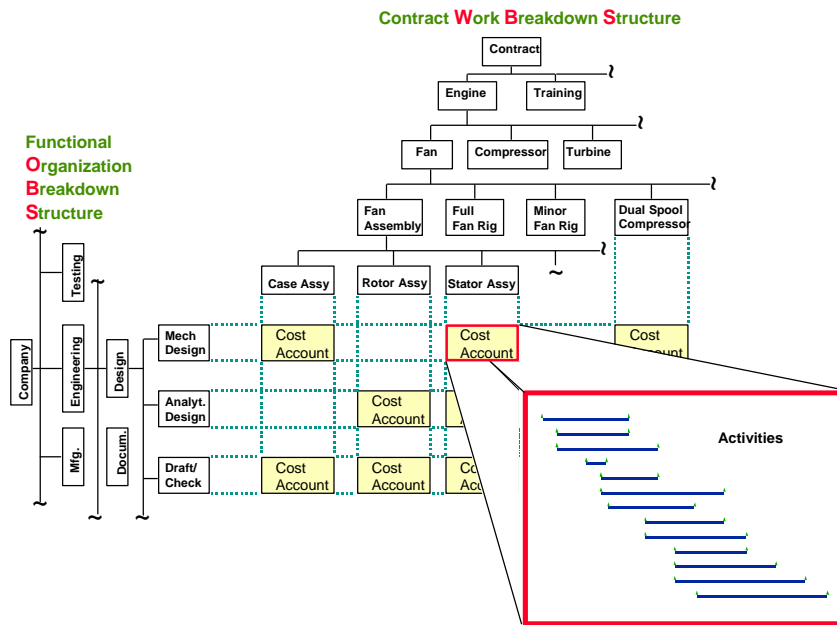 Contract Work Breakdown Structure
Contract
Engine
Training
Fan
Compressor
Turbine
Functional
Organization
Breakdown
Structure
Fan
Assembly
Full
Fan Rig
Minor
Fan Rig
Dual Spool
Compressor
Case Assy
Rotor Assy
Stator Assy
Company
Testing
Engineering
Mfg.
Design
Docum.
Mech
Design
Cost
Account
Cost
Account
Cost
Analyt.
Design
Cost
Account
Draft/
Check
Cost
Account
Cost
Account
Activities